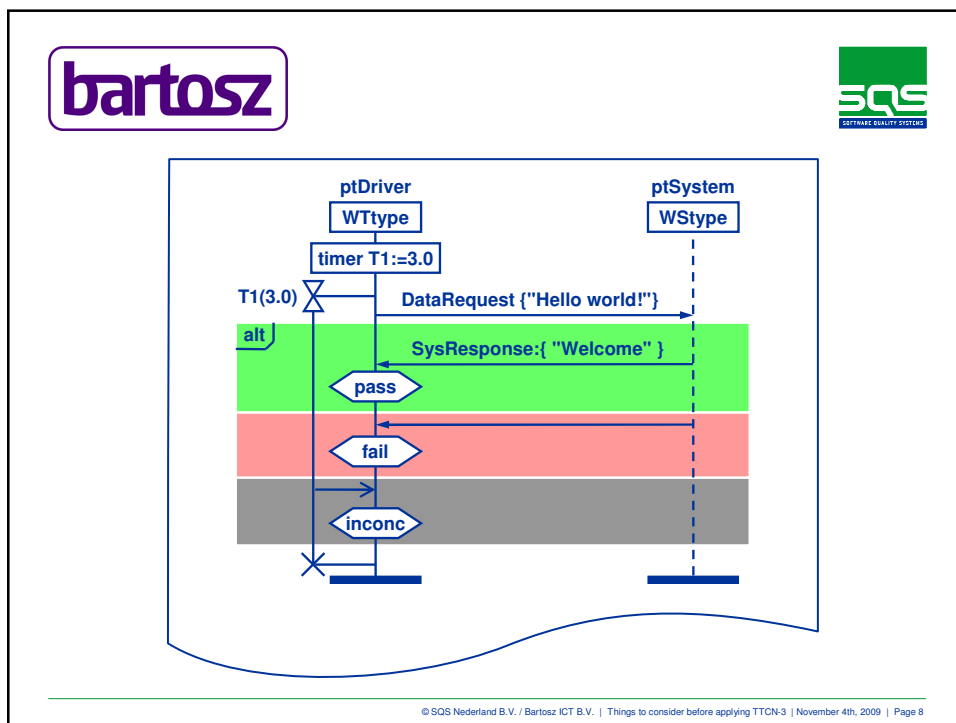 bartosz
SQS
SOFTWARE QUALITY SYSTEMS
ptDriver
ptSystem
WTtype
WStype
timer T1:=3.0
T1(3.0)
DataRequest {"Hello world!"}
alt
SysResponse:{ "Welcome" }
pass
fail
inconc
© SQS Nederland B.V. / Bartosz ICT B.V. | Things to consider before applying TTCN-3 | November 4th, 2009 | Page 8